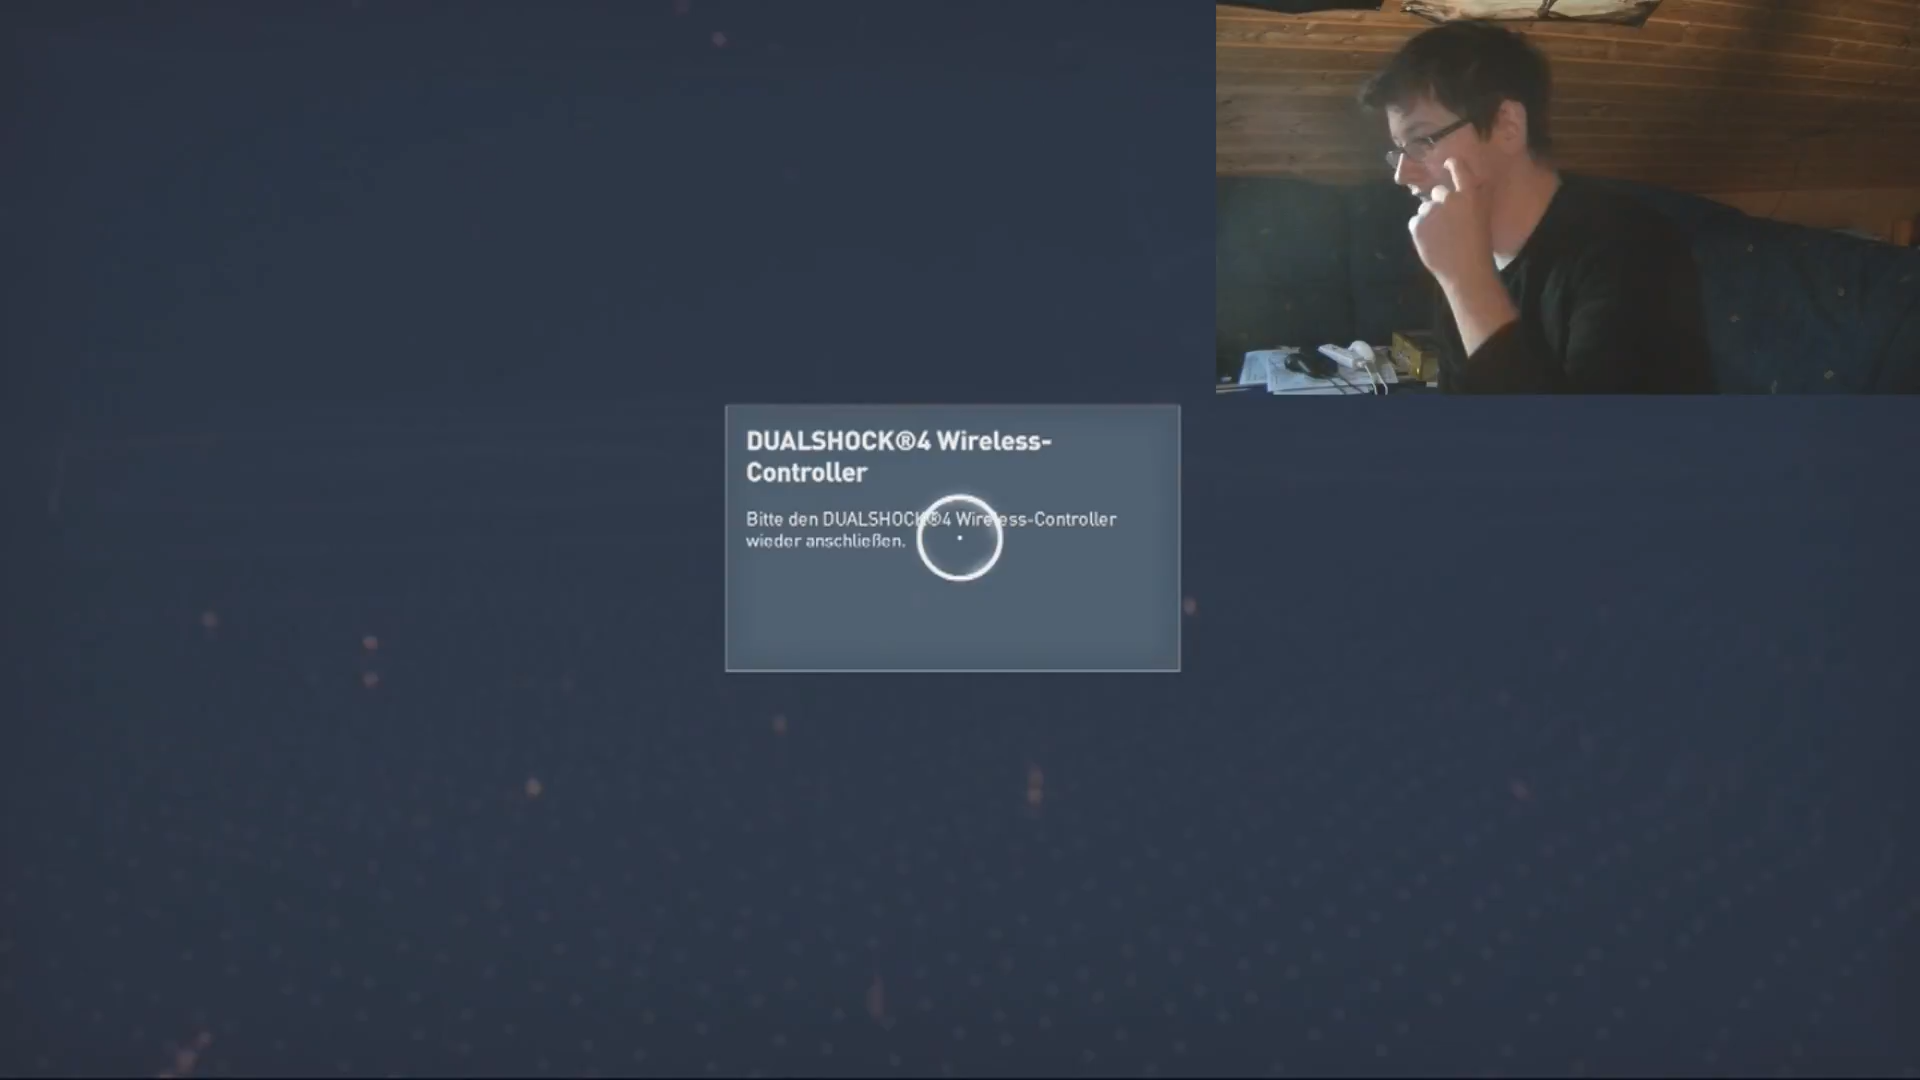 DUALSHOCK®4 Wireless-
Controller
Bitte den DUALSHOCK®4 Wireless-Controller
wieder anschließen.